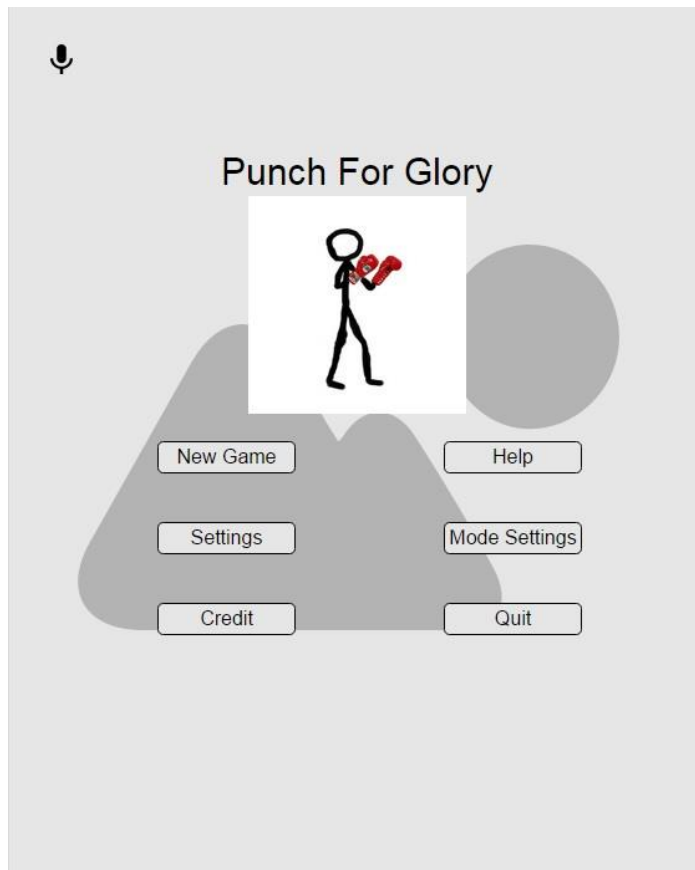 Punch For Glory
New Game
Help
Settings
Mode Settings
Credit
Quit